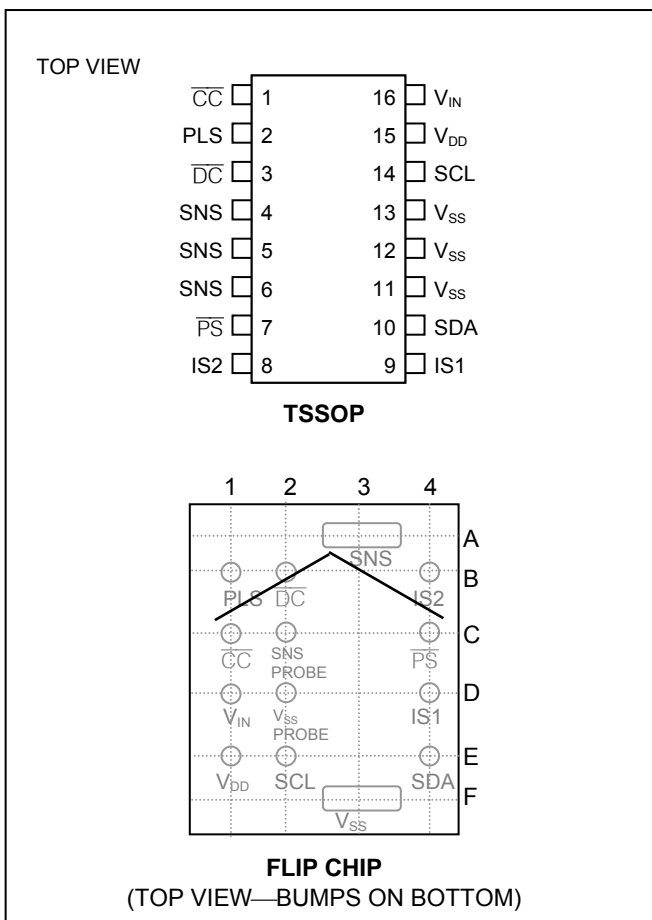 TOP VIEW
CC 1 16 VIN
PLS 2 15 VDD
DC 3 14 SCL
SNS 4 13 VSS
SNS 5 12 VSS
SNS 6 11 VSS
PS 7 10 SDA
IS2 8 9 IS1
TSSOP
1 2 3 4
A
SNS
B
PLS DC IS2
C
CC SNS PROBE PS
D
VIN VSS PROBE IS1
E
VDD SCL SDA
F
VSS
FLIP CHIP
(TOP VIEW—BUMPS ON BOTTOM)